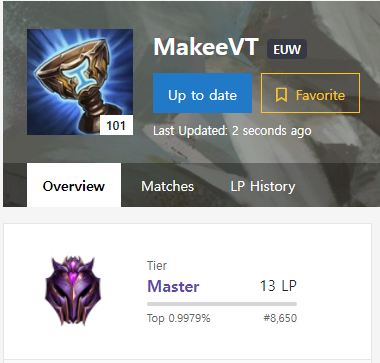 MakeeVT EUW
101
Up to date
Favorite
Last Updated: 2 seconds ago
Overview Matches LP History
Tier
Master 13 LP
Top 0.9979% #8,650